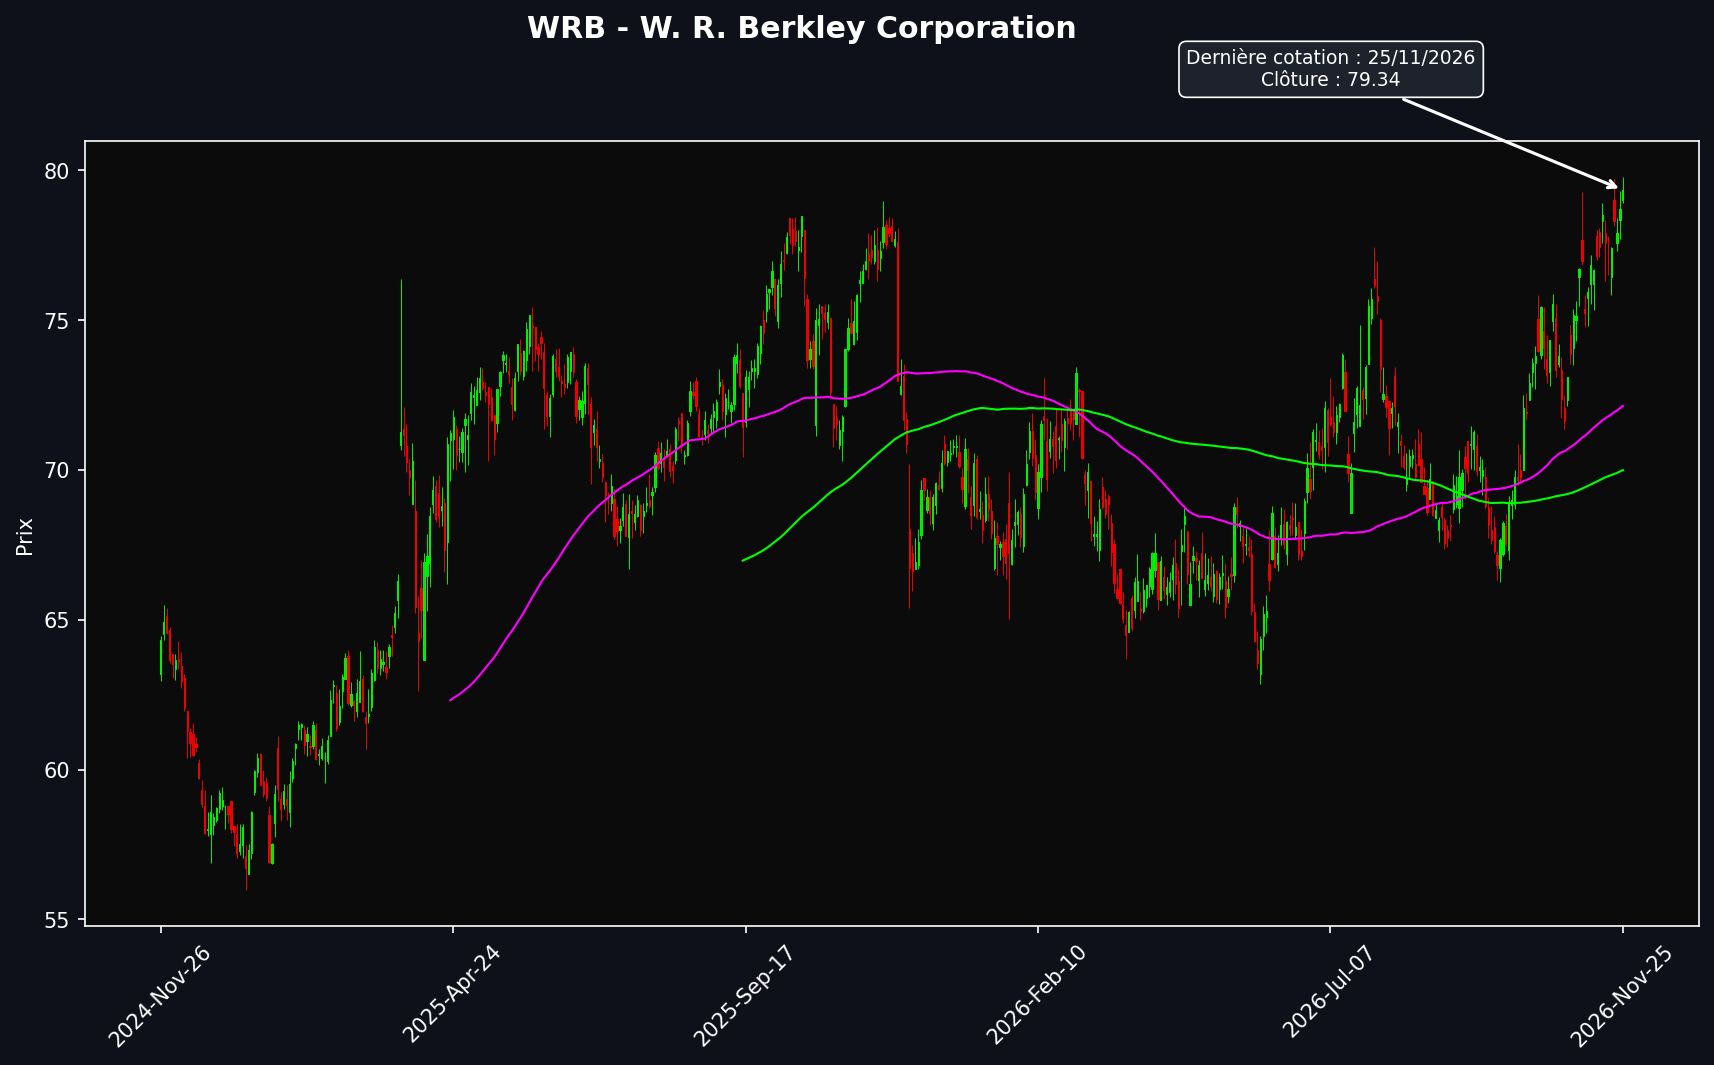 WRB - W. R. Berkley Corporation
Dernière cotation : 25/11/2026
Clôture : 79.34
80
75
70
65
60
55
Prix
2024-Nov-26
2025-Apr-24
2025-Sep-17
2026-Feb-10
2026-Jul-07
2026-Nov-25